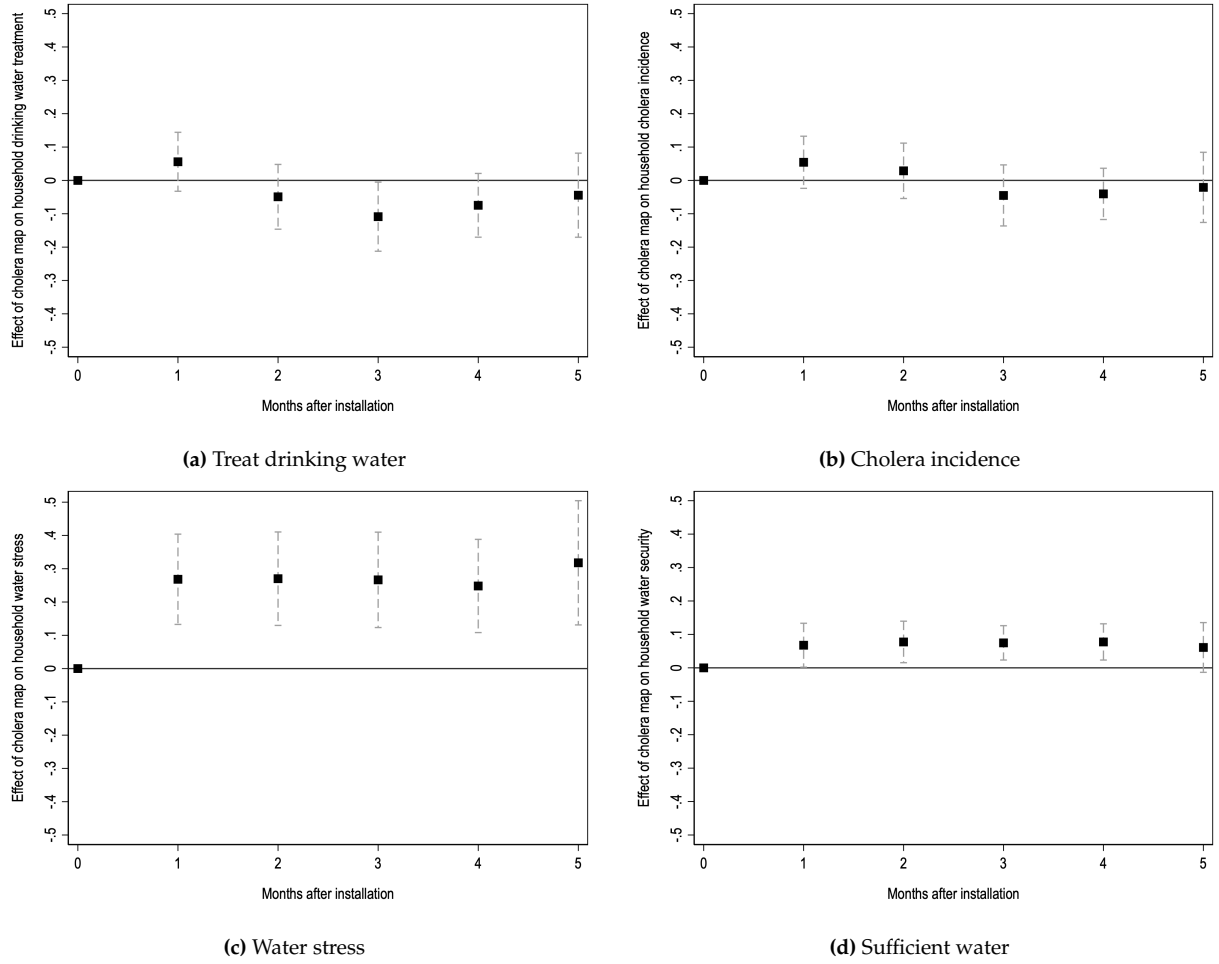 Effect of cholera map on household drinking water treatment
.5
.4
.3
.2
.1
0
-.1
-.2
-.3
-.4
-.5
0 1 2 3 4 5
Months after installation
(a) Treat drinking water
Effect of cholera map on household cholera incidence
.5
.4
.3
.2
.1
0
-.1
-.2
-.3
-.4
-.5
0 1 2 3 4 5
Months after installation
(b) Cholera incidence
Effect of cholera map on household water stress
.5
.4
.3
.2
.1
0
-.1
-.2
-.3
-.4
-.5
0 1 2 3 4 5
Months after installation
(c) Water stress
Effect of cholera map on household water security
.5
.4
.3
.2
.1
0
-.1
-.2
-.3
-.4
-.5
0 1 2 3 4 5
Months after installation
(d) Sufficient water